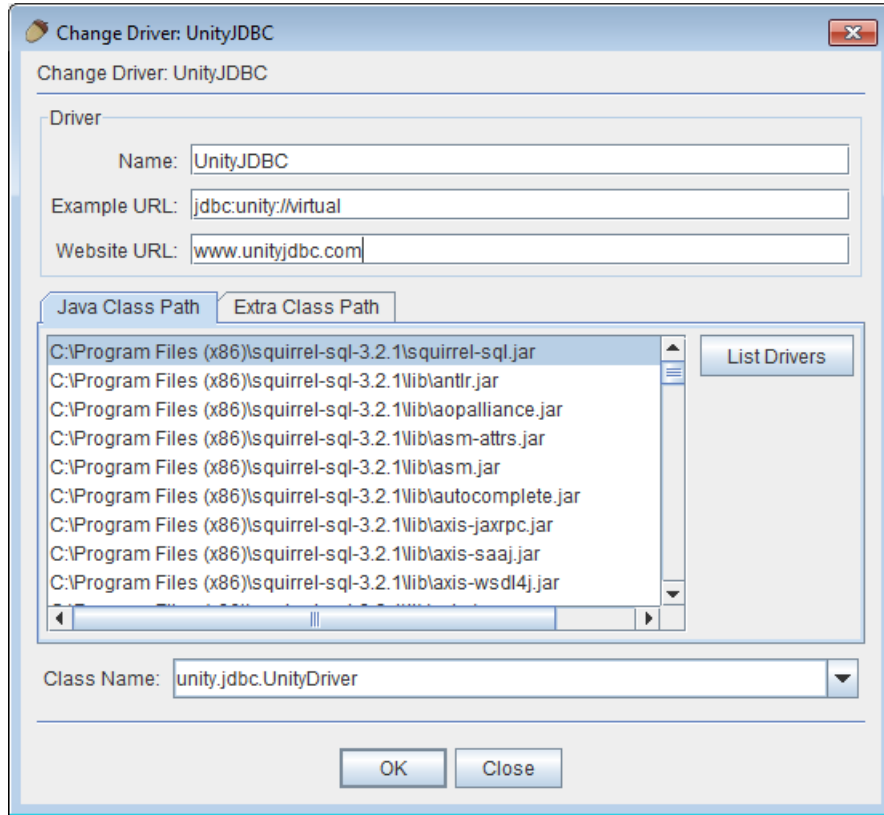 Change Driver: UnityJDBC
Change Driver: UnityJDBC
Driver
Name: UnityJDBC
Example URL: jdbc:unity://virtual
Website URL: www.unityjdbc.com
Java Class Path Extra Class Path
C:\Program Files (x86)\squirrel-sql-3.2.1\squirrel-sql.jar
List Drivers
C:\Program Files (x86)\squirrel-sql-3.2.1\lib\antlr.jar
C:\Program Files (x86)\squirrel-sql-3.2.1\lib\aopalliance.jar
C:\Program Files (x86)\squirrel-sql-3.2.1\lib\asm-attrs.jar
C:\Program Files (x86)\squirrel-sql-3.2.1\lib\asm.jar
C:\Program Files (x86)\squirrel-sql-3.2.1\lib\autocomplete.jar
C:\Program Files (x86)\squirrel-sql-3.2.1\lib\axis-jaxrpc.jar
C:\Program Files (x86)\squirrel-sql-3.2.1\lib\axis-saaj.jar
C:\Program Files (x86)\squirrel-sql-3.2.1\lib\axis-wsdl4j.jar
Class Name: unity.jdbc.UnityDriver
OK Close